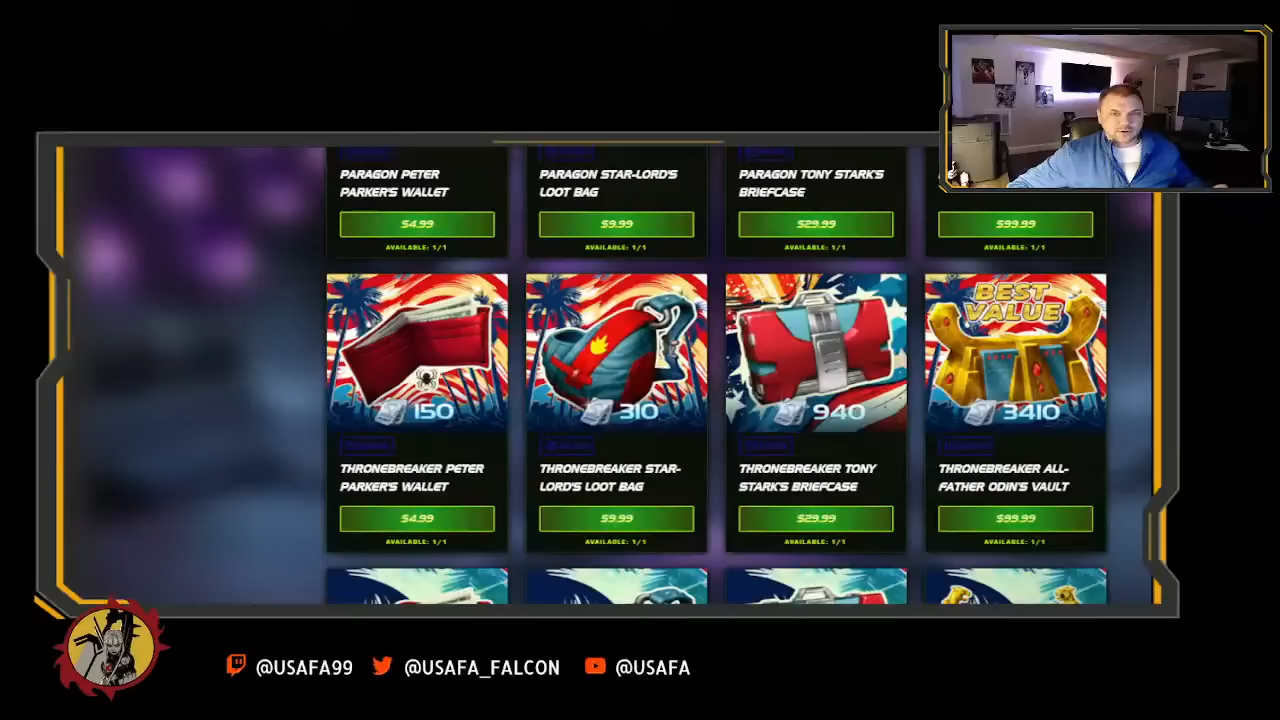 PARAGON PETER
PARKER'S WALLET
$4.99
AVAILABLE: 1/1
PARAGON STAR-LORD'S
LOOT BAG
$9.99
AVAILABLE: 1/1
PARAGON TONY STARK'S
BRIEFCASE
$29.99
AVAILABLE: 1/1
$99.99
AVAILABLE: 1/1
150
THRONEBREAKER PETER
PARKER'S WALLET
$4.99
AVAILABLE: 1/1
310
THRONEBREAKER STAR-
LORD'S LOOT BAG
$9.99
AVAILABLE: 1/1
940
THRONEBREAKER TONY
STARK'S BRIEFCASE
$29.99
AVAILABLE: 1/1
BEST
VALUE
3410
THRONEBREAKER ALL-
FATHER ODIN'S VAULT
$99.99
AVAILABLE: 1/1
@USAFA99 @USAFA_FALCON @USAFA